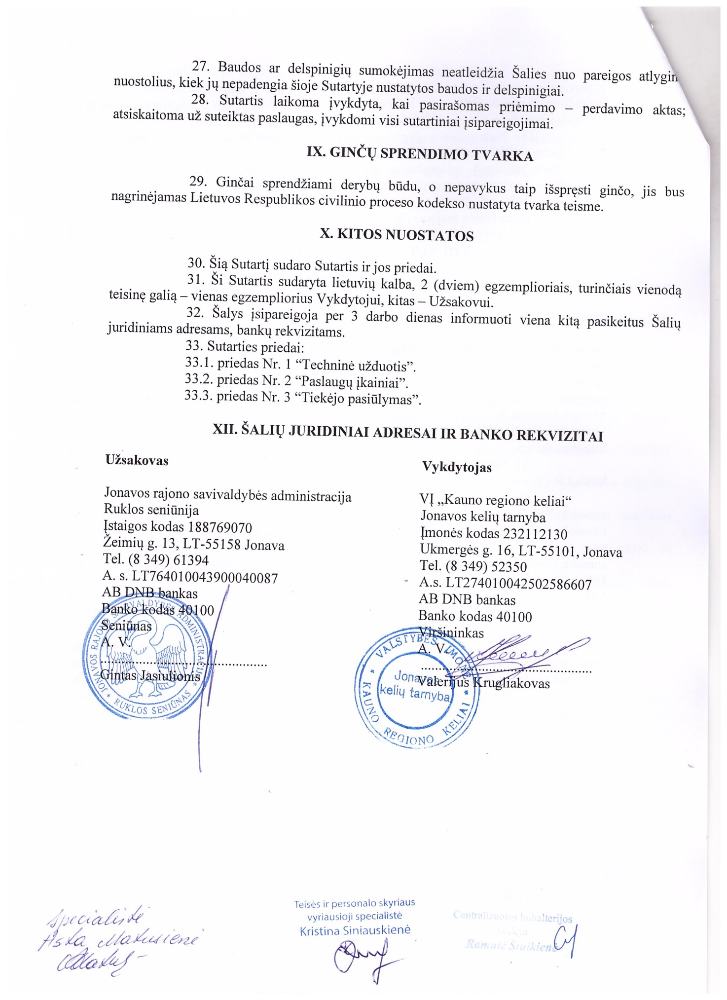 27. Baudos ar delspinigių sumokėjimas neatleidžia Šalies nuo pareigos
nuostolius, kiek jų nepadengia šioje Sutartyje nustatytos baudos ir delspinigiai.
28. Sutartis laikoma įvykdyta, kai pasirašomas priėmimo – perdavimo aktas;
atsiskaitoma už suteiktas paslaugas, įvykdomi visi sutartiniai įsipareigojimai.
IX. GINČŲ SPRENDIMO TVARKA
29. Ginčai sprendžiami derybų būdu, o nepavykus taip išspręsti ginčo, jis bus
nagrinėjamas Lietuvos Respublikos civilinio proceso kodekso nustatyta tvarka teisme.
X. KITOS NUOSTATOS
30. Šią Sutartį sudaro Sutartis ir jos priedai.
31. Ši Sutartis sudaryta lietuvių kalba, 2 (dviem) egzemplioriais, turinčiais vienodą
teisinę galią – vienas egzempliorius Vykdytojui, kitas – Užsakovui.
32. Šalys įsipareigoja per 3 darbo dienas informuoti viena kitą pasikeitus Šalių
juridiniams adresams, bankų rekvizitams.
33. Sutarties priedai:
33.1. priedas Nr. 1 “Techninė užduotis”.
33.2. priedas Nr. 2 “Paslaugų įkainiai”.
33.3. priedas Nr. 3 “Tiekėjo pasiūlymas”.
XII. ŠALIŲ JURIDINIAI ADRESAI IR BANKO REKVIZITAI
Užsakovas
Jonavos rajono savivaldybės administracija
Ruklos seniūnija
Įstaigos kodas 188769070
Žeimių g. 13, LT-55158 Jonava
Tel. (8 349) 61394
A. s. LT764010043900040087
AB DNB bankas
Banko kodas 40100
Seniūnas
A. V.
Gintas Jasiulionis
JONAVOS RAJONO SAVIVALDYBĖS ADMINISTRACIJA * RUKLOS SENIŪNAS *
Vykdytojas
VĮ „Kauno regiono keliai“
Jonavos kelių tarnyba
Įmonės kodas 232112130
Ukmergės g. 16, LT-55101, Jonava
Tel. (8 349) 52350
A.s. LT274010042502586607
AB DNB bankas
Banko kodas 40100
Viršininkas
A. V.
Valerijus Krugliakovas
* VALSTYBĖS ĮMONĖ * KAUNO REGIONO KELIAI
Jonavos
kelių tarnyba
Specialistė
Asta Matusienė
Teisės ir personalo skyriaus
vyriausioji specialistė
Kristina Siniauskienė
Centralizuotos buhalterijos
vedėja
Ramutė